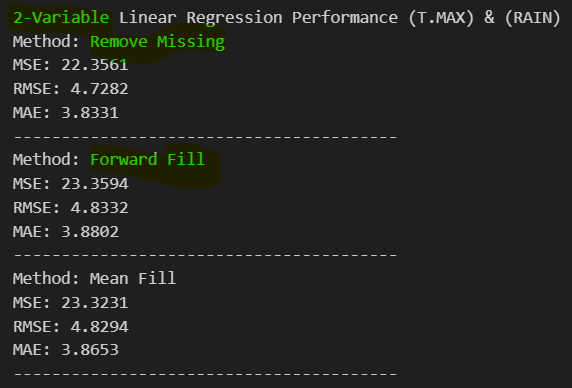 2-Variable Linear Regression Performance (T.MAX) & (RAIN)
Method: Remove Missing
MSE: 22.3561
RMSE: 4.7282
MAE: 3.8331
----------------------------------------
Method: Forward Fill
MSE: 23.3594
RMSE: 4.8332
MAE: 3.8802
----------------------------------------
Method: Mean Fill
MSE: 23.3231
RMSE: 4.8294
MAE: 3.8653
----------------------------------------